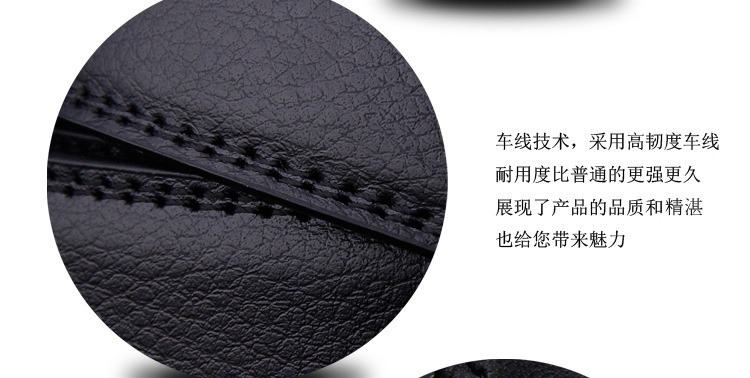 车线技术，采用高韧度车线
耐用度比普通的更强更久
展现了产品的品质和精湛
也给您带来魅力